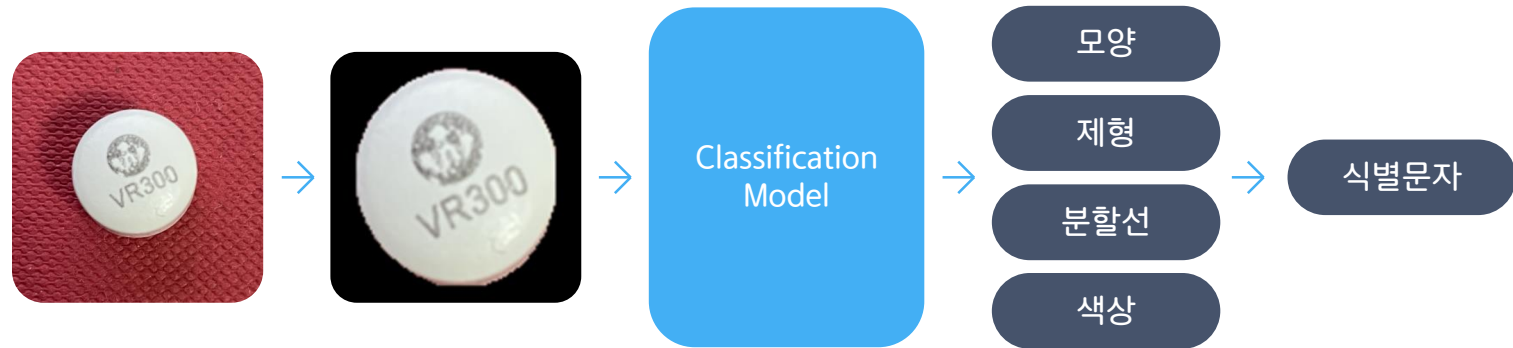 VR300
VR300
Classification
Model
모양
제형
분할선
색상
식별문자